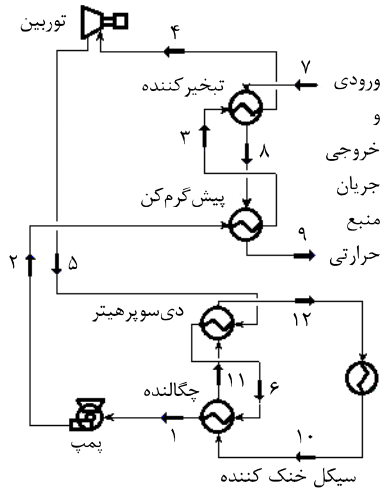 توربین
۴
۷
ورودی
و
خروجی
جریان
منبع
حرارتی
تبخیرکننده
۳
۸
پیش‌گرم‌کن
۹
۲
۵
دی‌سوپرهیتر
۱۲
چگالنده
۱۱
۶
۱
پمپ
۱۰
سیکل خنک کننده